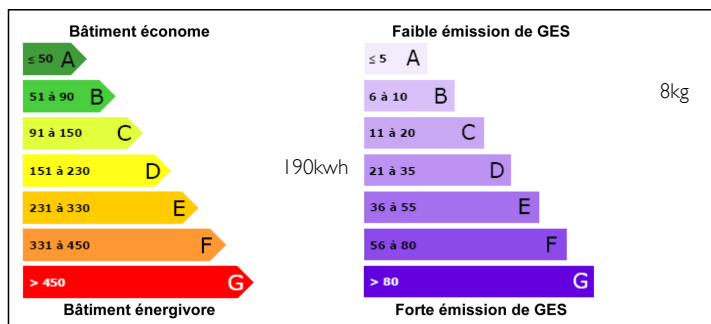 Bâtiment économe
≤ 50 A
51 à 90 B
91 à 150 C
151 à 230 D
231 à 330 E
331 à 450 F
> 450 G
Bâtiment énergivore
190kwh
Faible émission de GES
≤ 5 A
6 à 10 B
11 à 20 C
21 à 35 D
36 à 55 E
56 à 80 F
> 80 G
Forte émission de GES
8kg